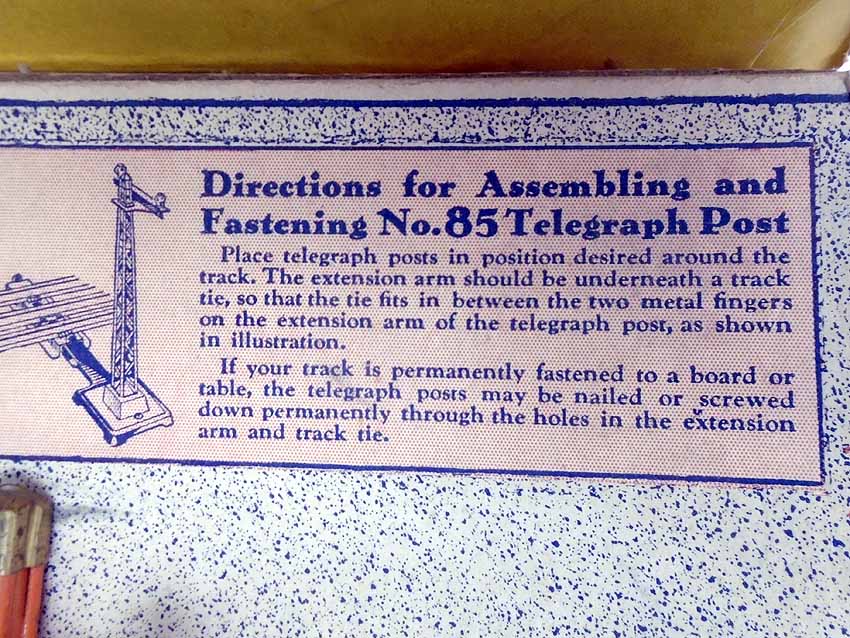 Directions for Assembling and
Fastening No. 85 Telegraph Post
Place telegraph posts in position desired around the
track. The extension arm should be underneath a track
tie, so that the tie fits in between the two metal fingers
on the extension arm of the telegraph post, as shown
in illustration.
If your track is permanently fastened to a board or
table, the telegraph posts may be nailed or screwed
down permanently through the holes in the extension
arm and track tie.